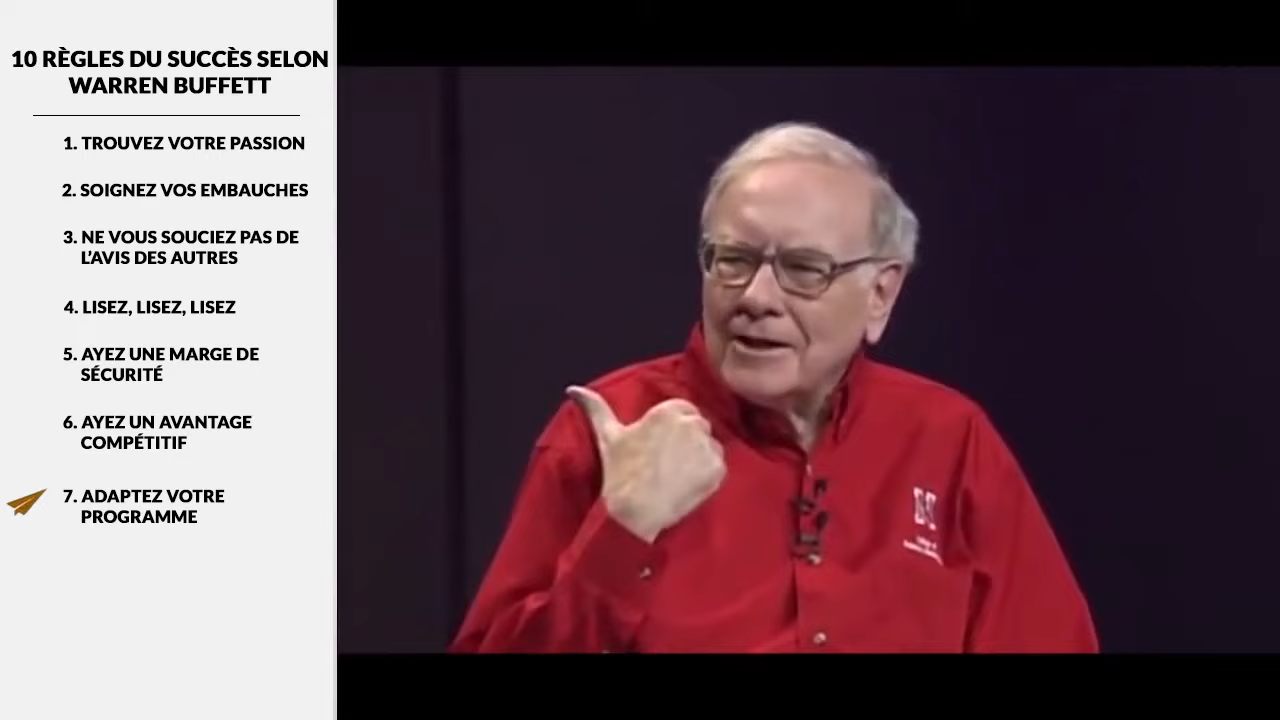 10 RÈGLES DU SUCCÈS SELON
WARREN BUFFETT
1. TROUVEZ VOTRE PASSION
2. SOIGNEZ VOS EMBAUCHES
3. NE VOUS SOUCIEZ PAS DE
L'AVIS DES AUTRES
4. LISEZ, LISEZ, LISEZ
5. AYEZ UNE MARGE DE
SÉCURITÉ
6. AYEZ UN AVANTAGE
COMPÉTITIF
7. ADAPTEZ VOTRE
PROGRAMME
N